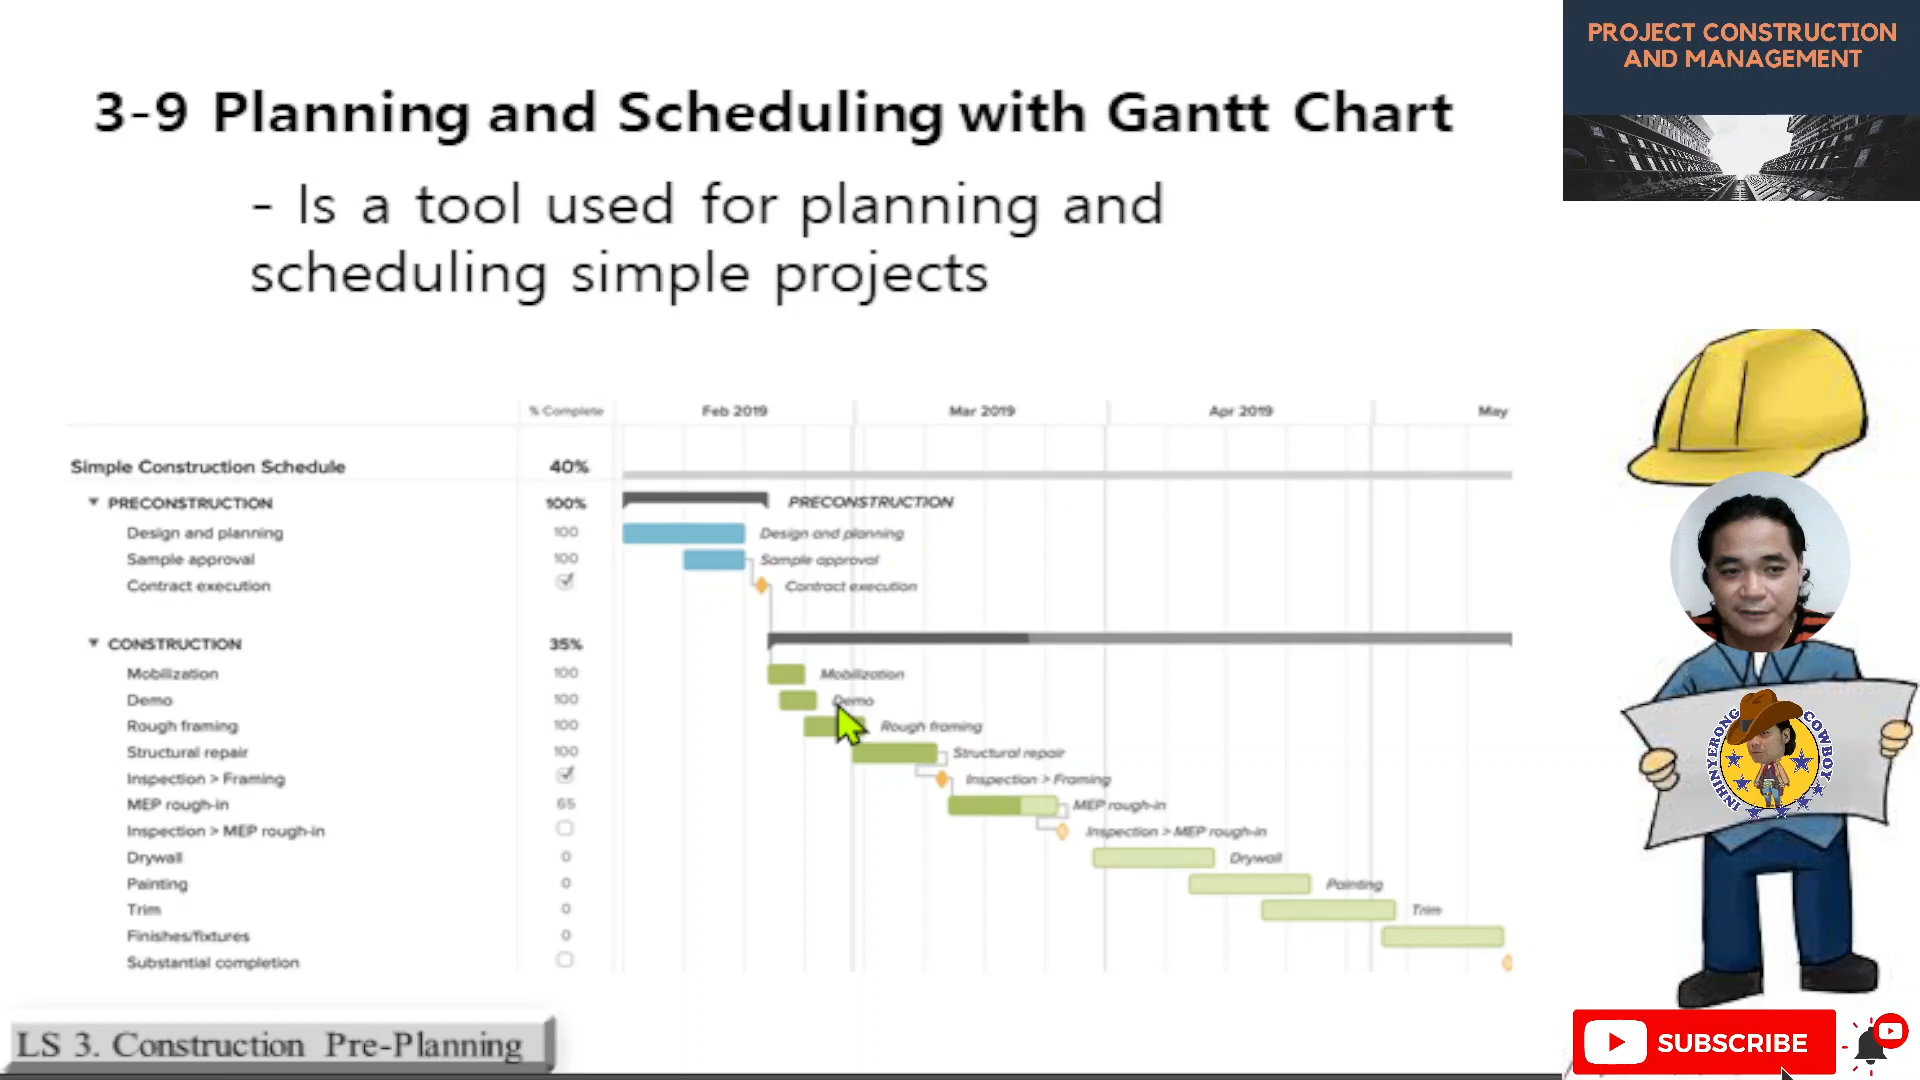 PROJECT CONSTRUCTION
AND MANAGEMENT
3-9 Planning and Scheduling with Gantt Chart
- Is a tool used for planning and
scheduling simple projects
% Complete Feb 2019 Mar 2019 Apr 2019 May
Simple Construction Schedule 40%
PRECONSTRUCTION 100% PRECONSTRUCTION
Design and planning 100 Design and planning
Sample approval 100 Sample approval
Contract execution Contract execution
CONSTRUCTION 35%
Mobilization 100 Mobilization
Demo 100 Demo
Rough framing 100 Rough framing
Structural repair 100 Structural repair
Inspection > Framing Inspection > Framing
MEP rough-in 65 MEP rough-in
Inspection > MEP rough-in Inspection > MEP rough-in
Drywall 0 Drywall
Painting 0 Painting
Trim 0 Trim
Finishes/fixtures 0
Substantial completion
INHINYERONG COWBOY
LS 3. Construction Pre-Planning
SUBSCRIBE